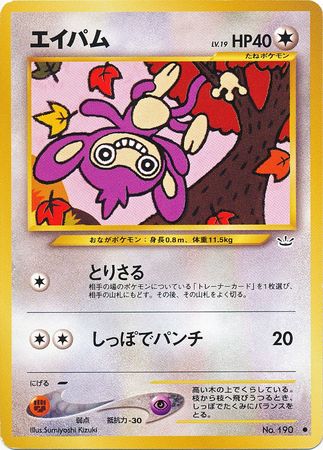 エイパム LV.19 HP40
たねポケモン
おながポケモン：身長0.8m、体重11.5kg
とりさる
相手の場のポケモンについている「トレーナーカード」を1枚選び、
相手の山札にもどす。その後、その山札をよく切る。
しっぽでパンチ 20
にげる
弱点 抵抗力 -30
高い木の上でくらしている。
枝から枝へ飛びうつるとき、
しっぽでたくみにバランスを
とる。
Illus.Sumiyoshi Kizuki
No. 190